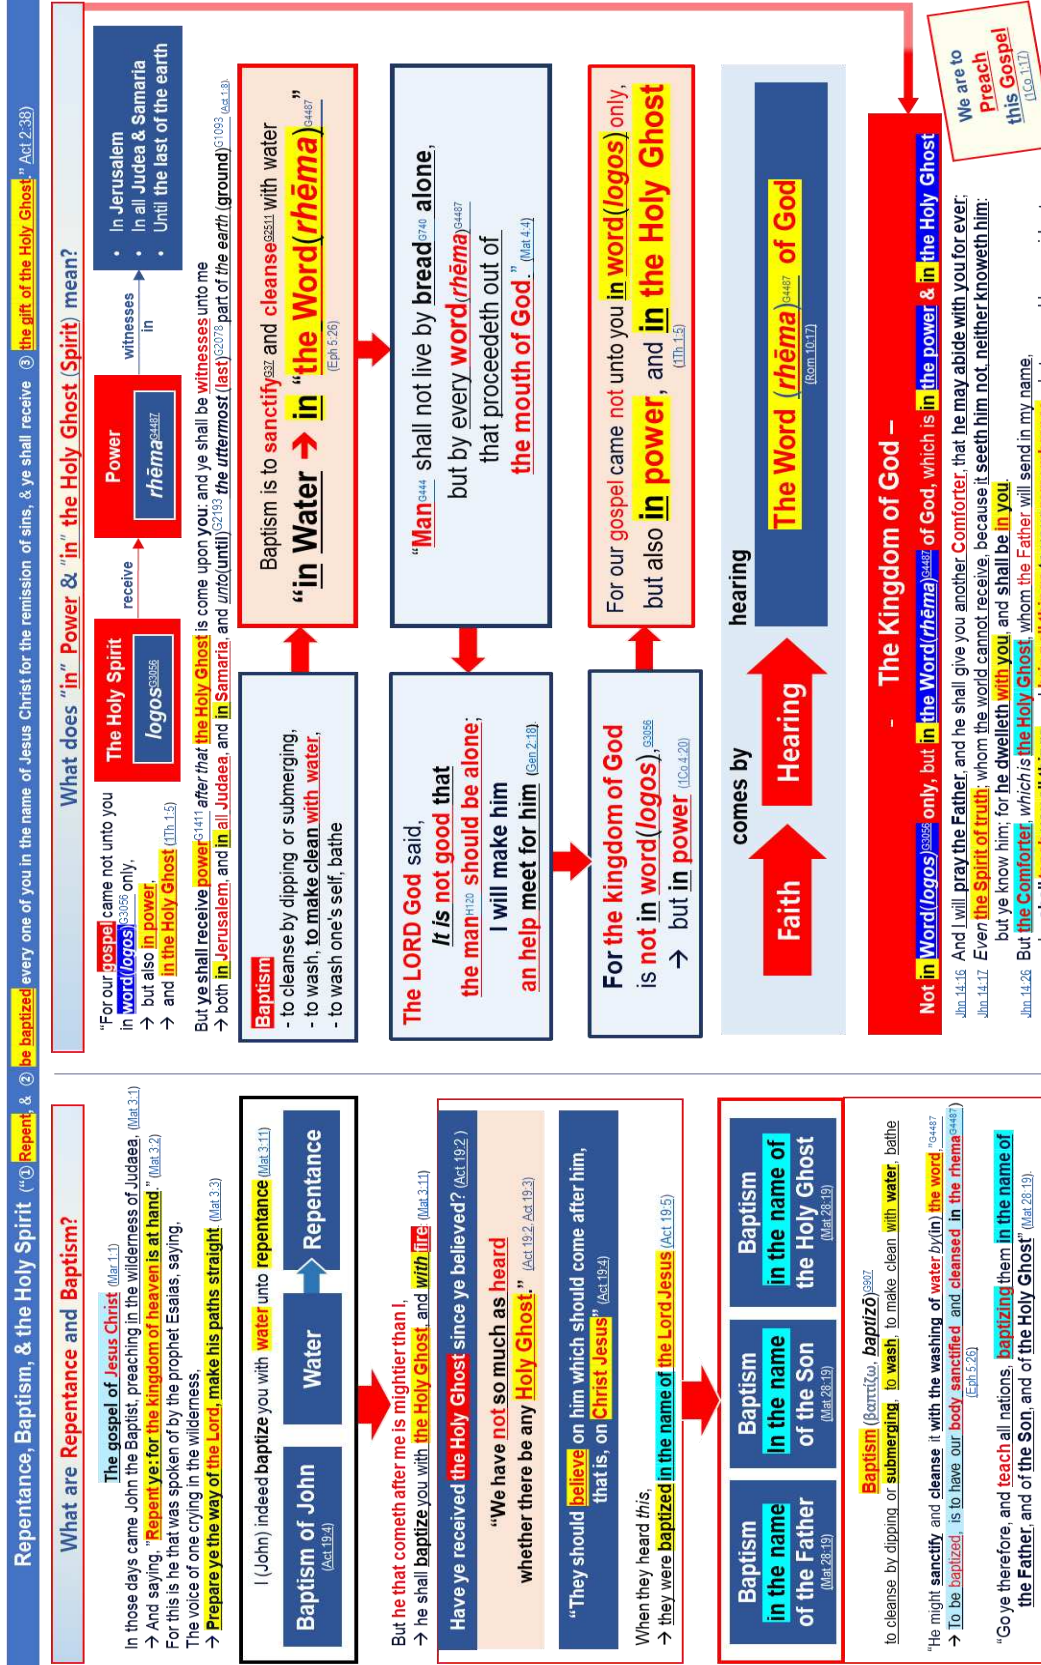 Repentance, Baptism, & the Holy Spirit (“① Repent, & ② be baptized every one of you in the name of Jesus Christ for the remission of sins, & ye shall receive ③ the gift of the Holy Ghost.” Act 2:38)
What are Repentance and Baptism?
The gospel of Jesus Christ (Mar 1:1)
In those days came John the Baptist, preaching in the wilderness of Judaea, (Mat 3:1)
→ And saying, "Repent ye: for the kingdom of heaven is at hand." (Mat 3:2)
For this is he that was spoken of by the prophet Esaias, saying,
The voice of one crying in the wilderness,
→ Prepare ye the way of the Lord, make his paths straight. (Mat 3:3)
I (John) indeed baptize you with water unto repentance (Mat 3:11)
Baptism of John
(Act 19:4)
Water
Repentance
But he that cometh after me is mightier than I,
→ he shall baptize you with the Holy Ghost, and with fire: (Mat 3:11)
Have ye received the Holy Ghost since ye believed? (Act 19:2 )
“We have not so much as heard
whether there be any Holy Ghost.” (Act 19:2, Act 19:3)
“They should believe on him which should come after him,
that is, on Christ Jesus” (Act 19:4)
When they heard this,
→ they were baptized in the name of the Lord Jesus (Act 19:5)
Baptism
in the name
of the Father
(Mat 28:19)
Baptism
In the name
of the Son
(Mat 28:19)
Baptism
in the name of
the Holy Ghost
(Mat 28:19)
Baptism (βαπτίζω, baptizō)G907
to cleanse by dipping or submerging, to wash, to make clean with water, bathe
“He might sanctify and cleanse it with the washing of water by(in) the word,”G4487
→ To be baptized, is to have our body sanctified and cleansed in the rhemaG4487)
(Eph 5:26)
“Go ye therefore, and teach all nations, baptizing them in the name of
the Father, and of the Son, and of the Holy Ghost” (Mat 28:19)
What does “in” Power & “in” the Holy Ghost (Spirit) mean?
“For our gospel came not unto you
in word(logos)G3056 only,
→ but also in power,
→ and in the Holy Ghost (1Th 1:5)
The Holy Spirit
logosG3056
receive
Power
rhēmaG4487
witnesses
in
• In Jerusalem
• In all Judea & Samaria
• Until the last of the earth
But ye shall receive powerG1411 after that the Holy Ghost is come upon you: and ye shall be witnesses unto me
→ both in Jerusalem, and in all Judaea, and in Samaria, and unto(until)G2193 the uttermost (last)G2078 part of the earth (ground)G1093 (Act 1:8)
Baptism
- to cleanse by dipping or submerging,
- to wash, to make clean with water,
- to wash one's self, bathe
Baptism is to sanctifyG37 and cleanseG2511 with water
“in Water → in “the Word(rhēma)G4487”
(Eph 5:26)
The LORD God said,
It is not good that
the manH120 should be alone;
I will make him
an help meet for him (Gen 2:18)
“ManG444 shall not live by breadG740 alone,
but by every word(rhēma)G4487
that proceedeth out of
the mouth of God.” (Mat 4:4)
For the kingdom of God
is not in word(logos),G3056
→ but in power (1Co 4:20)
For our gospel came not unto you in word(logos) only,
but also in power, and in the Holy Ghost
(1Th 1:5)
Faith
comes by
Hearing
hearing
The Word (rhēma)G4487 of God
(Rom 10:17)
- The Kingdom of God –
Not in Word(logos)G3056 only, but in the Word(rhēma)G4487 of God, which is in the power & in the Holy Ghost
We are to
Preach
this Gospel
(1Co 1:17)
Jhn 14:16 And I will pray the Father, and he shall give you another Comforter, that he may abide with you for ever;
Jhn 14:17 Even the Spirit of truth; whom the world cannot receive, because it seeth him not, neither knoweth him:
but ye know him; for he dwelleth with you, and shall be in you.
Jhn 14:26 But the Comforter, which is the Holy Ghost, whom the Father will send in my name,